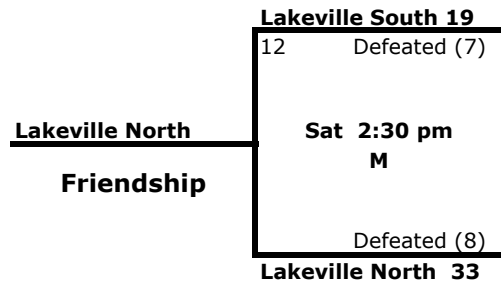 Lakeville South 19
12 Defeated (7)
Lakeville North
Sat 2:30 pm
M
Friendship
Defeated (8)
Lakeville North 33